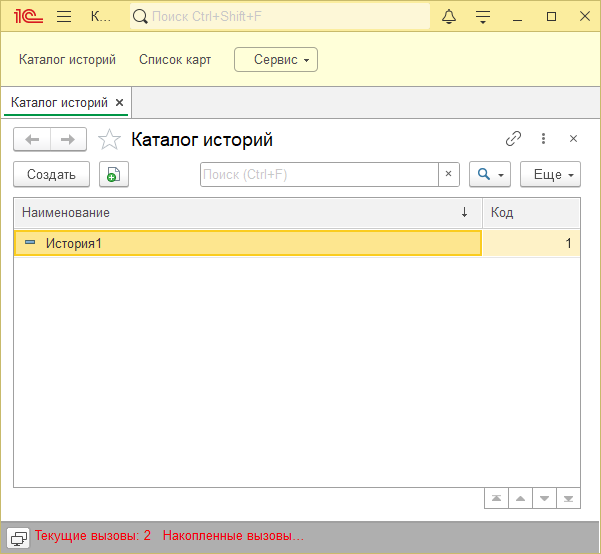 1С К... Поиск Ctrl+Shift+F
Каталог историй Список карт Сервис
Каталог историй
Каталог историй
Создать Поиск (Ctrl+F) Еще
Наименование Код
История1 1
Текущие вызовы: 2 Накопленные вызовы...